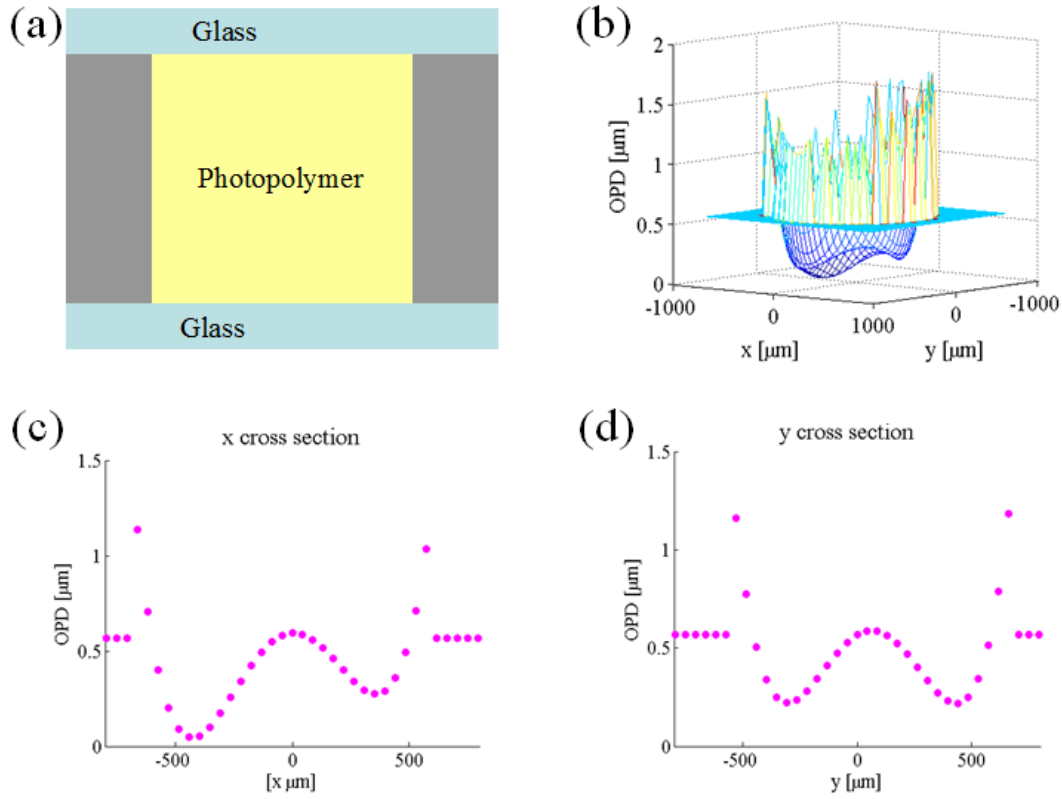 (a)
Glass
Photopolymer
Glass
(b)
2
1.5
1
0.5
0
OPD [μm]
-1000
0
1000
x [μm]
-1000
0
y [μm]
(c)
x cross section
1.5
1
0.5
0
OPD [μm]
-500
0
500
[x μm]
(d)
y cross section
1.5
1
0.5
0
OPD [μm]
-500
0
500
y [μm]